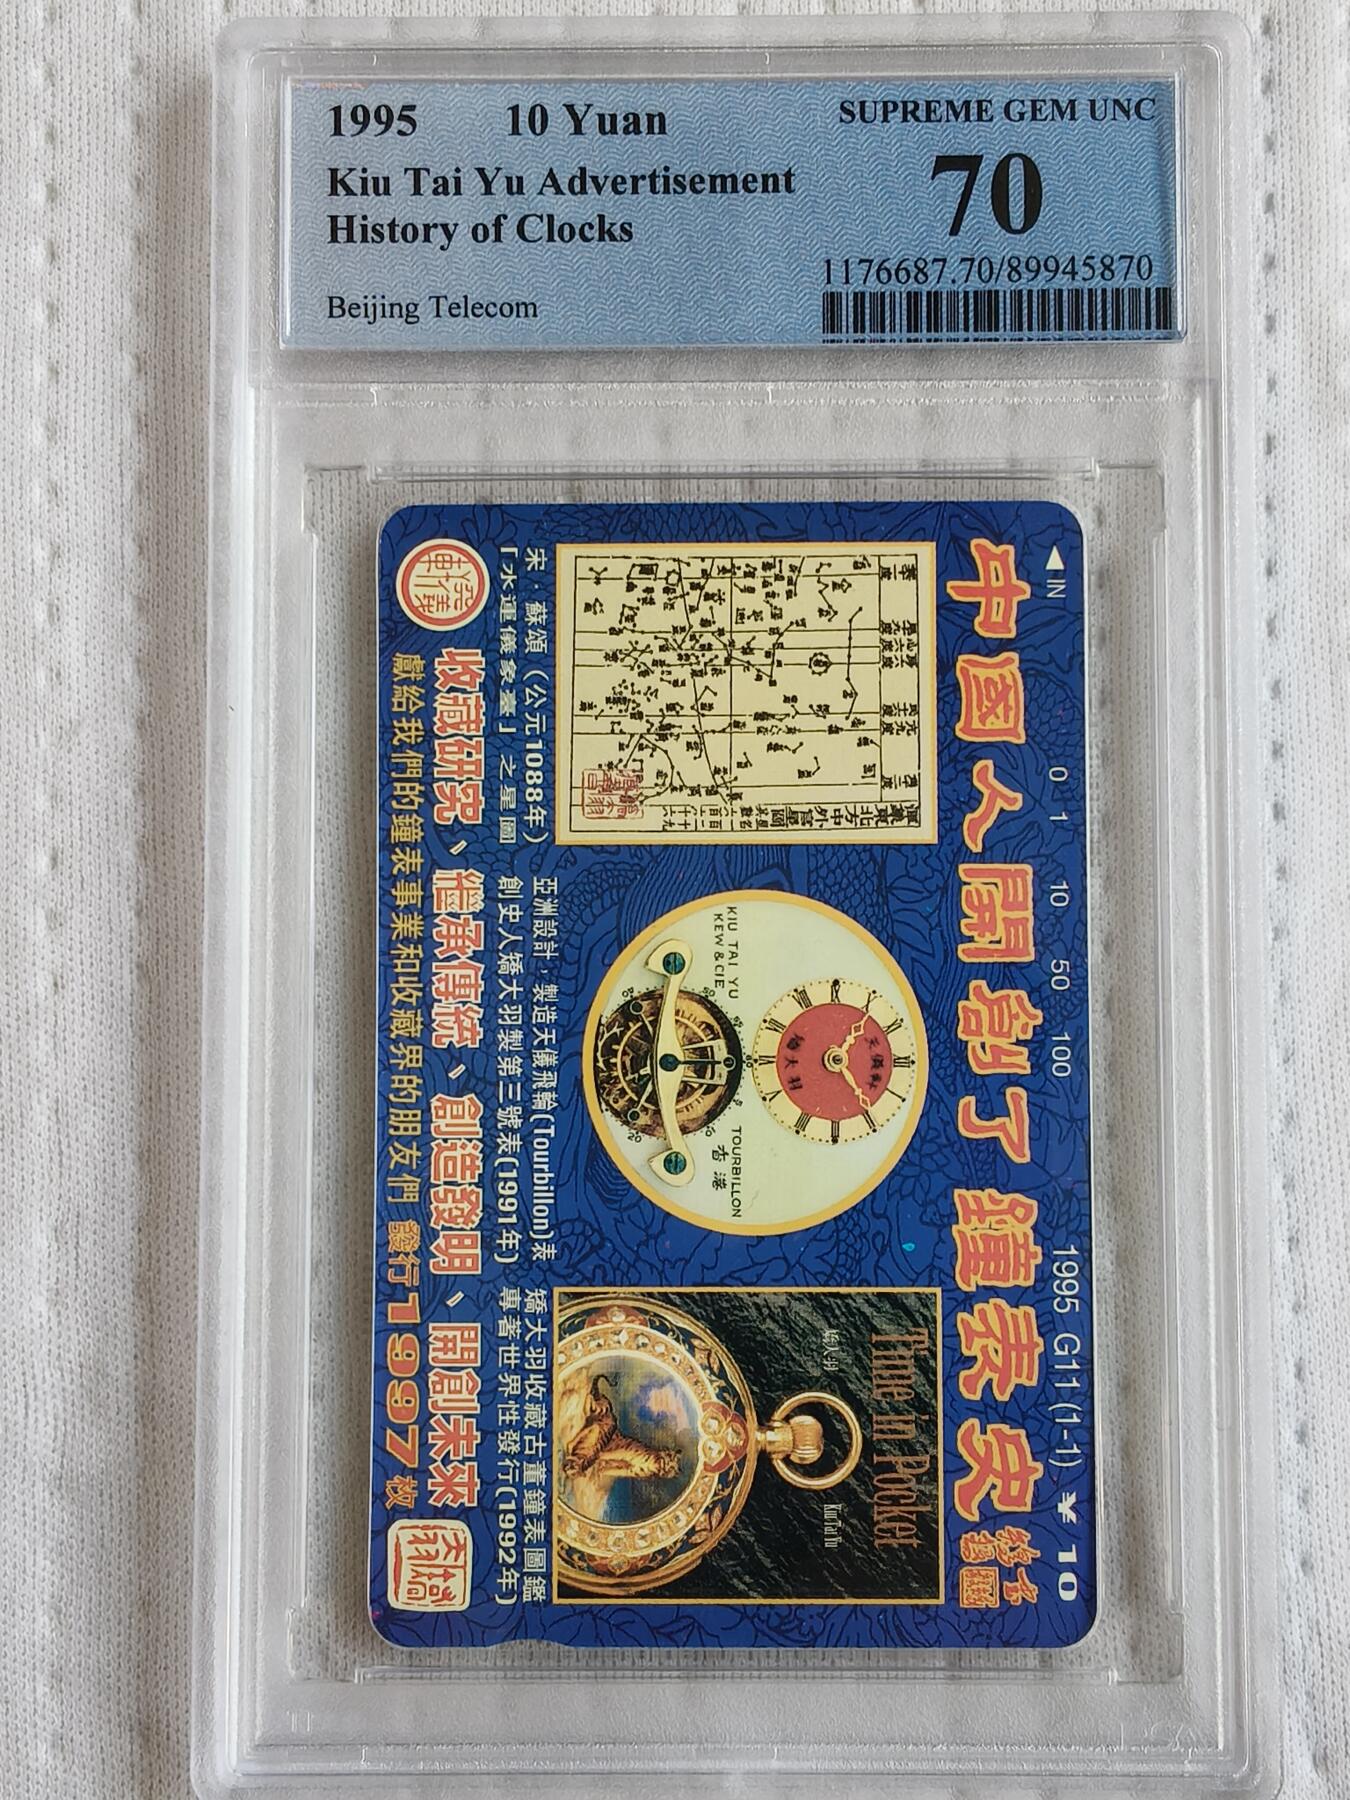 1995 10 Yuan
Kiu Tai Yu Advertisement
History of Clocks
Beijing Telecom
SUPREME GEM UNC
70
1176687.70/89945870
IN 0 1 10 50 100 1995 G11(1-1) ¥10
中國人開創了鐘表史
KIU TAI YU
KEW & CIE
TOURBILLON
香港
矯大羽
Time in Pocket
矯大羽
Kiu Tai Yu
宋·蘇頌(公元1088年)
「水運儀象臺」之星圖
亞洲設計,製造天儀飛輪(Tourbillon)表
創史人矯大羽製第三號表(1991年)
矯大羽收藏古董鐘表圖鑑
專著世界性發行(1992年)
收藏研究、繼承傳統、創造發明、開創未來
獻給我們的鐘表事業和收藏界的朋友們 發行1997枚